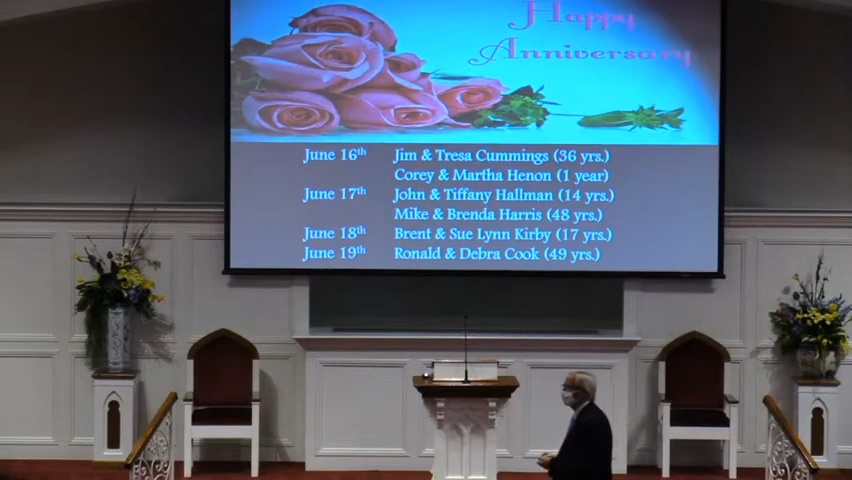 Happy
Anniversary
June 16th Jim & Tresa Cummings (36 yrs.)
Corey & Martha Henon (1 year)
June 17th John & Tiffany Hallman (14 yrs.)
Mike & Brenda Harris (48 yrs.)
June 18th Brent & Sue Lynn Kirby (17 yrs.)
June 19th Ronald & Debra Cook (49 yrs.)